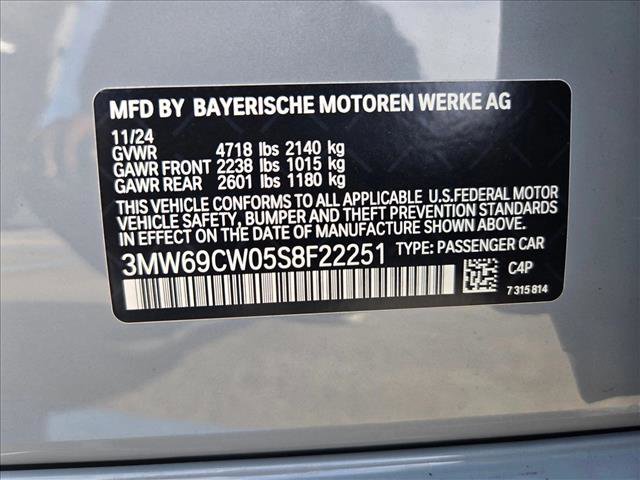 MFD BY BAYERISCHE MOTOREN WERKE AG
11/24
GVWR 4718 lbs 2140 kg
GAWR FRONT 2238 lbs 1015 kg
GAWR REAR 2601 lbs 1180 kg
THIS VEHICLE CONFORMS TO ALL APPLICABLE U.S.FEDERAL MOTOR
VEHICLE SAFETY, BUMPER AND THEFT PREVENTION STANDARDS
IN EFFECT ON THE DATE OF MANUFACTURE SHOWN ABOVE.
3MW69CW05S8F22251 TYPE: PASSENGER CAR
C4P
7 315 814